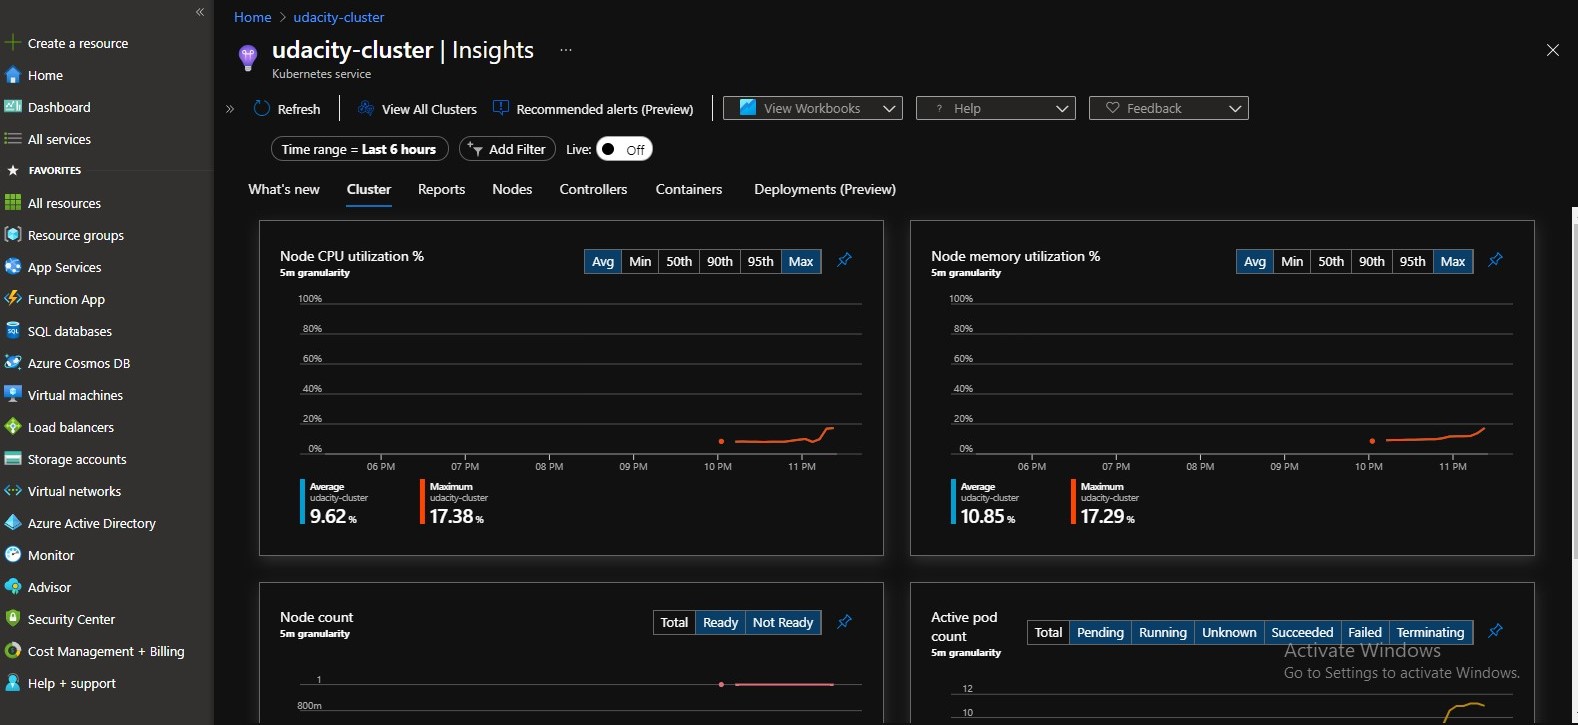 «
Create a resource
Home
Dashboard
All services
FAVORITES
All resources
Resource groups
App Services
Function App
SQL databases
Azure Cosmos DB
Virtual machines
Load balancers
Storage accounts
Virtual networks
Azure Active Directory
Monitor
Advisor
Security Center
Cost Management + Billing
Help + support
Home > udacity-cluster
udacity-cluster | Insights ...
Kubernetes service
» Refresh View All Clusters Recommended alerts (Preview) View Workbooks ? Help Feedback
Time range = Last 6 hours Add Filter Live: Off
What's new Cluster Reports Nodes Controllers Containers Deployments (Preview)
Node CPU utilization %
5m granularity
Avg Min 50th 90th 95th Max
100%
80%
60%
40%
20%
0%
06 PM 07 PM 08 PM 09 PM 10 PM 11 PM
Average
udacity-cluster
9.62 %
Maximum
udacity-cluster
17.38 %
Node memory utilization %
5m granularity
Avg Min 50th 90th 95th Max
100%
80%
60%
40%
20%
0%
06 PM 07 PM 08 PM 09 PM 10 PM 11 PM
Average
udacity-cluster
10.85 %
Maximum
udacity-cluster
17.29 %
Node count
5m granularity
Total Ready Not Ready
1
800m
Active pod
count
5m granularity
Total Pending Running Unknown Succeeded Failed Terminating
12
10
Activate Windows
Go to Settings to activate Windows.